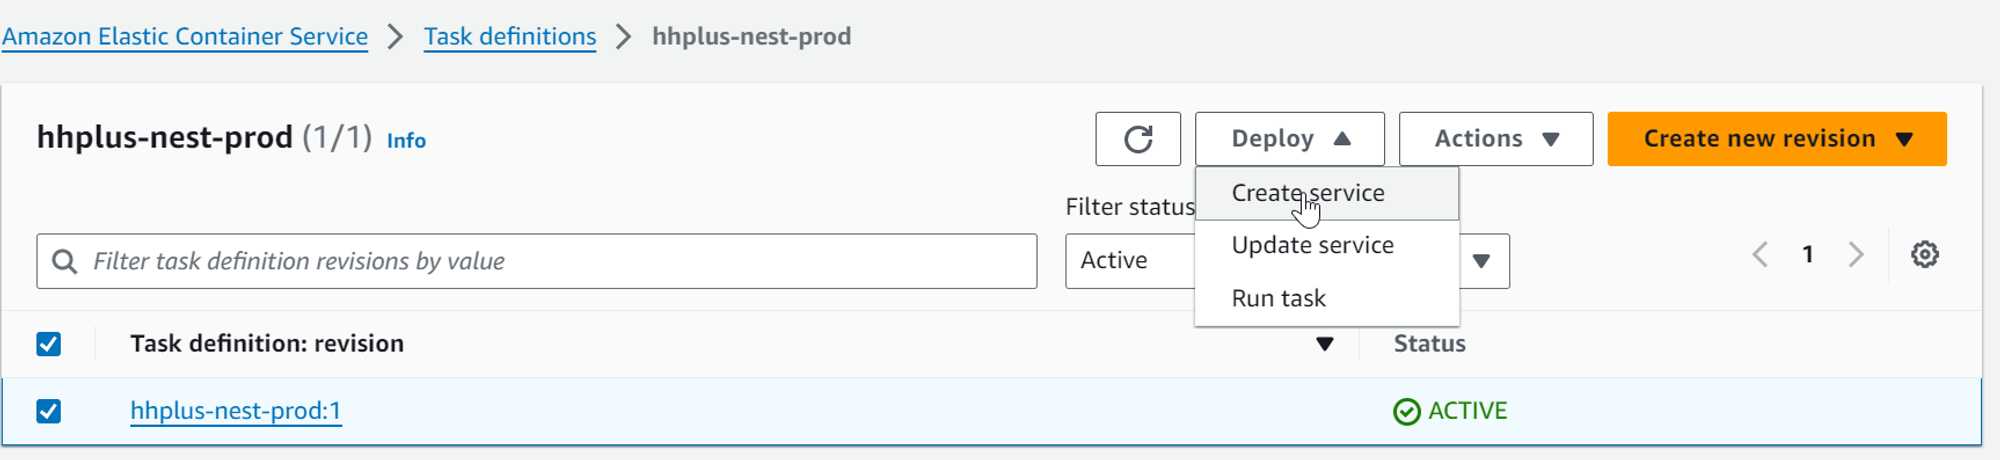 Amazon Elastic Container Service > Task definitions > hhplus-nest-prod
hhplus-nest-prod (1/1) Info
Deploy
Actions
Create new revision
Create service
Update service
Run task
Filter status
Filter task definition revisions by value
Active
1
Task definition: revision
Status
hhplus-nest-prod:1
ACTIVE